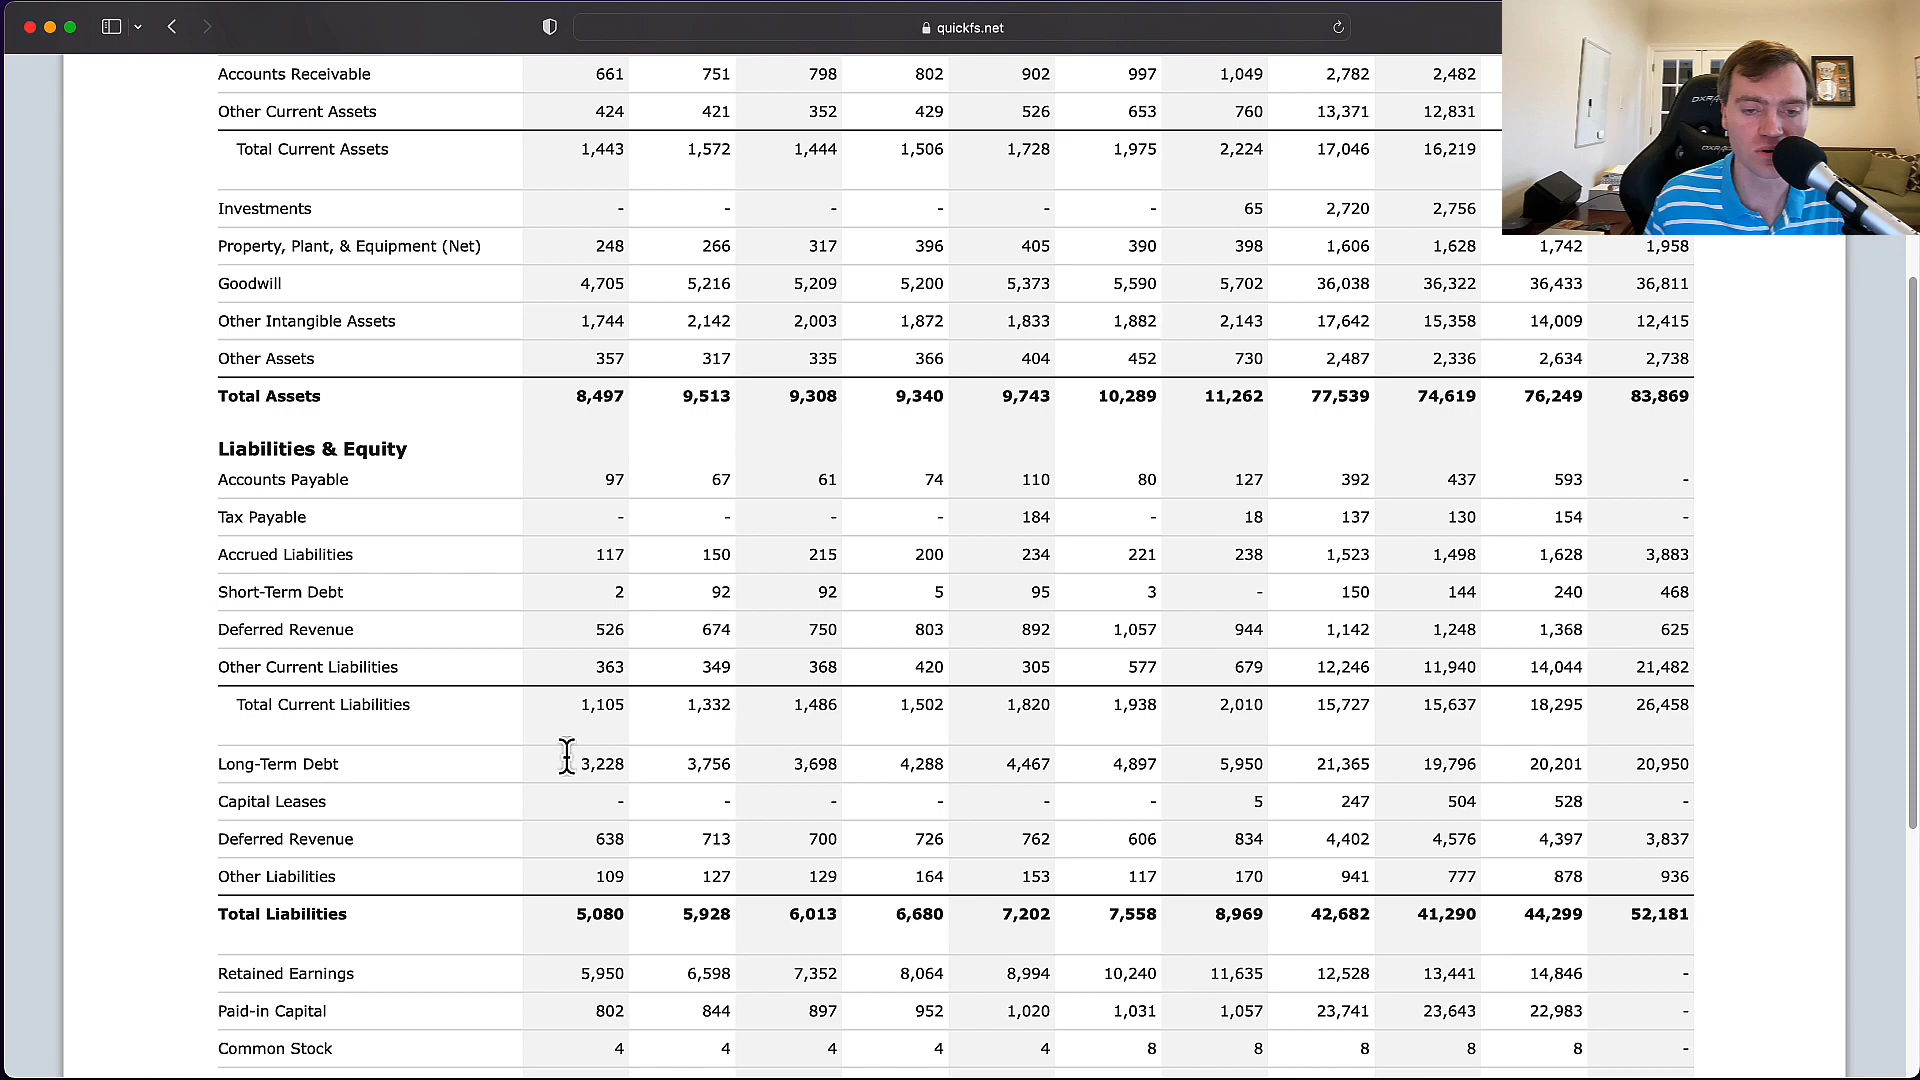 quickfs.net
Accounts Receivable 661 751 798 802 902 997 1,049 2,782 2,482
Other Current Assets 424 421 352 429 526 653 760 13,371 12,831
Total Current Assets 1,443 1,572 1,444 1,506 1,728 1,975 2,224 17,046 16,219
Investments - - - - - - 65 2,720 2,756
Property, Plant, & Equipment (Net) 248 266 317 396 405 390 398 1,606 1,628 1,742 1,958
Goodwill 4,705 5,216 5,209 5,200 5,373 5,590 5,702 36,038 36,322 36,433 36,811
Other Intangible Assets 1,744 2,142 2,003 1,872 1,833 1,882 2,143 17,642 15,358 14,009 12,415
Other Assets 357 317 335 366 404 452 730 2,487 2,336 2,634 2,738
Total Assets 8,497 9,513 9,308 9,340 9,743 10,289 11,262 77,539 74,619 76,249 83,869
Liabilities & Equity
Accounts Payable 97 67 61 74 110 80 127 392 437 593 -
Tax Payable - - - - 184 - 18 137 130 154 -
Accrued Liabilities 117 150 215 200 234 221 238 1,523 1,498 1,628 3,883
Short-Term Debt 2 92 92 5 95 3 - 150 144 240 468
Deferred Revenue 526 674 750 803 892 1,057 944 1,142 1,248 1,368 625
Other Current Liabilities 363 349 368 420 305 577 679 12,246 11,940 14,044 21,482
Total Current Liabilities 1,105 1,332 1,486 1,502 1,820 1,938 2,010 15,727 15,637 18,295 26,458
Long-Term Debt 3,228 3,756 3,698 4,288 4,467 4,897 5,950 21,365 19,796 20,201 20,950
Capital Leases - - - - - - 5 247 504 528 -
Deferred Revenue 638 713 700 726 762 606 834 4,402 4,576 4,397 3,837
Other Liabilities 109 127 129 164 153 117 170 941 777 878 936
Total Liabilities 5,080 5,928 6,013 6,680 7,202 7,558 8,969 42,682 41,290 44,299 52,181
Retained Earnings 5,950 6,598 7,352 8,064 8,994 10,240 11,635 12,528 13,441 14,846 -
Paid-in Capital 802 844 897 952 1,020 1,031 1,057 23,741 23,643 22,983 -
Common Stock 4 4 4 4 4 8 8 8 8 8 -